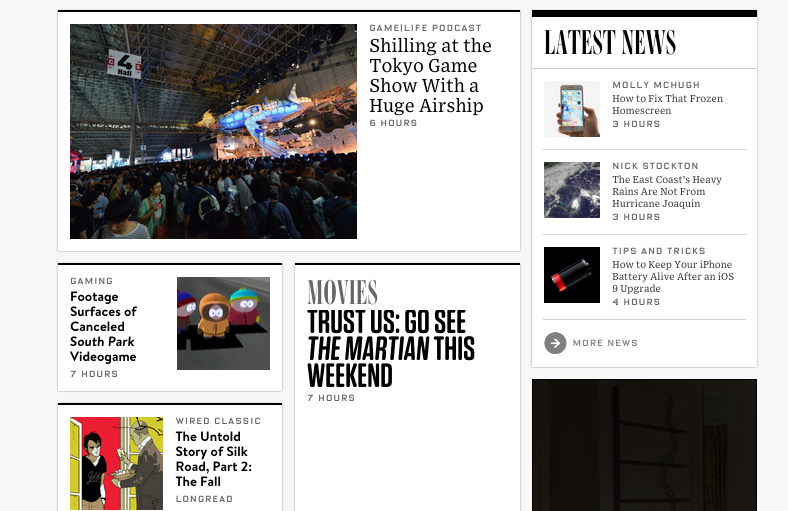 GAME|LIFE PODCAST
Shilling at the
Tokyo Game
Show With a
Huge Airship
6 HOURS
4
Hall
GAMING
Footage
Surfaces of
Canceled
South Park
Videogame
7 HOURS
WIRED CLASSIC
The Untold
Story of Silk
Road, Part 2:
The Fall
LONGREAD
MOVIES
TRUST US: GO SEE
THE MARTIAN THIS
WEEKEND
7 HOURS
LATEST NEWS
MOLLY MCHUGH
How to Fix That Frozen
Homescreen
3 HOURS
NICK STOCKTON
The East Coast's Heavy
Rains Are Not From
Hurricane Joaquin
3 HOURS
TIPS AND TRICKS
How to Keep Your iPhone
Battery Alive After an iOS
9 Upgrade
4 HOURS
MORE NEWS